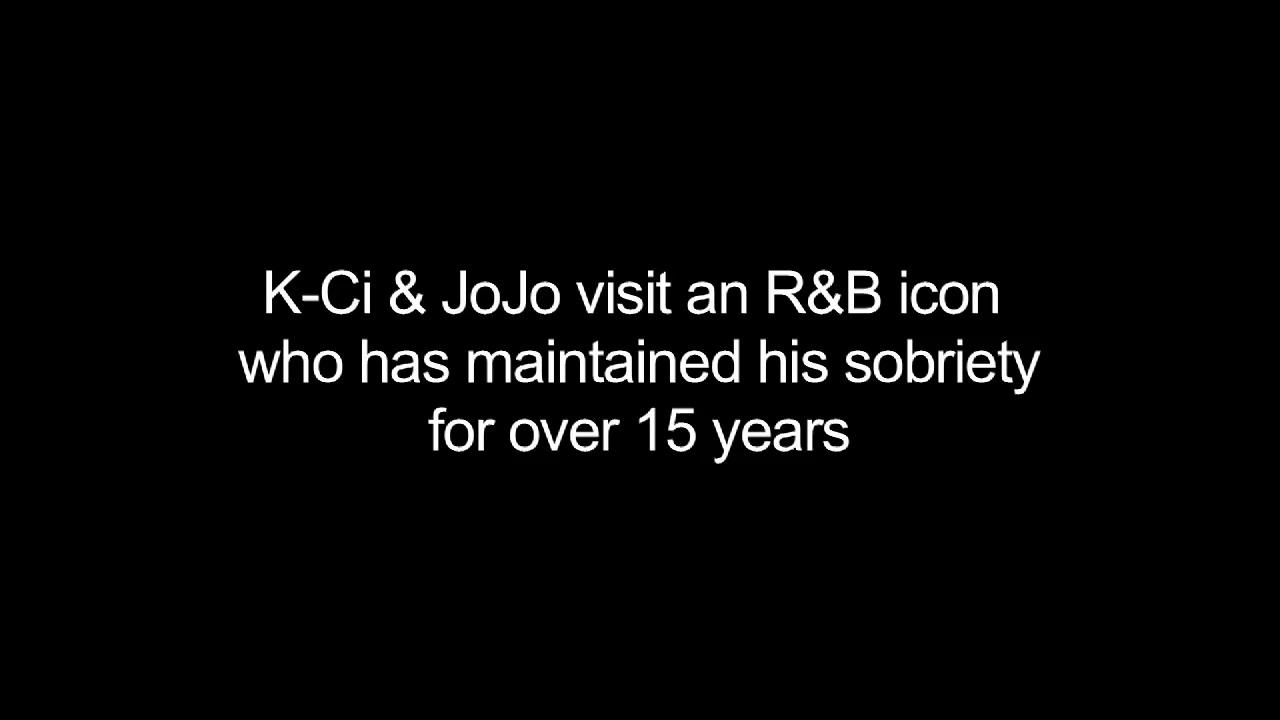 K-Ci & JoJo visit an R&B icon
who has maintained his sobriety
for over 15 years